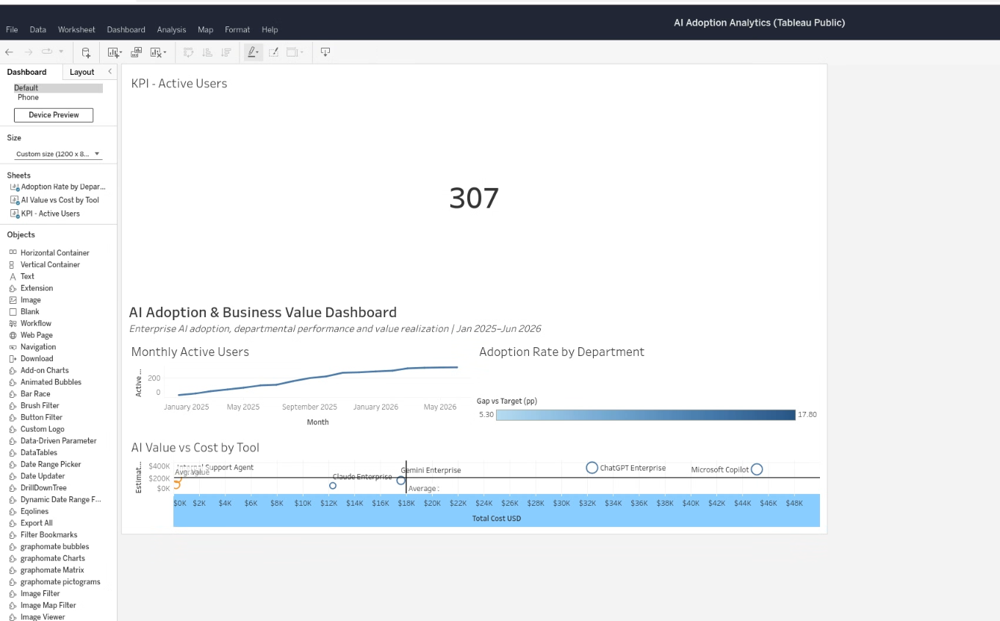 AI Adoption Analytics (Tableau Public)
File Data Worksheet Dashboard Analysis Map Format Help
Dashboard Layout
Default
Phone
Device Preview
Size
Custom size (1200 x 8...
Sheets
Adoption Rate by Depar...
AI Value vs Cost by Tool
KPI - Active Users
Objects
Horizontal Container
Vertical Container
Text
Extension
Image
Blank
Workflow
Web Page
Navigation
Download
Add-on Charts
Animated Bubbles
Bar Race
Brush Filter
Button Filter
Custom Logo
Data-Driven Parameter
DataTables
Date Range Picker
Date Updater
DrillDownTree
Dynamic Date Range F...
Eqolines
Export All
Filter Bookmarks
graphomate bubbles
graphomate Charts
graphomate Matrix
graphomate pictograms
Image Filter
Image Map Filter
Image Viewer
KPI - Active Users
307
AI Adoption & Business Value Dashboard
Enterprise AI adoption, departmental performance and value realization | Jan 2025–Jun 2026
Monthly Active Users
Active ...
200
0
January 2025 May 2025 September 2025 January 2026 May 2026
Month
Adoption Rate by Department
Gap vs Target (pp)
5.30 17.80
AI Value vs Cost by Tool
Estimat...
$400K
$200K
$0K
Internal Support Agent
Avg. Value
Claude Enterprise
Gemini Enterprise
Average :
ChatGPT Enterprise
Microsoft Copilot
$0K $2K $4K $6K $8K $10K $12K $14K $16K $18K $20K $22K $24K $26K $28K $30K $32K $34K $36K $38K $40K $42K $44K $46K $48K
Total Cost USD